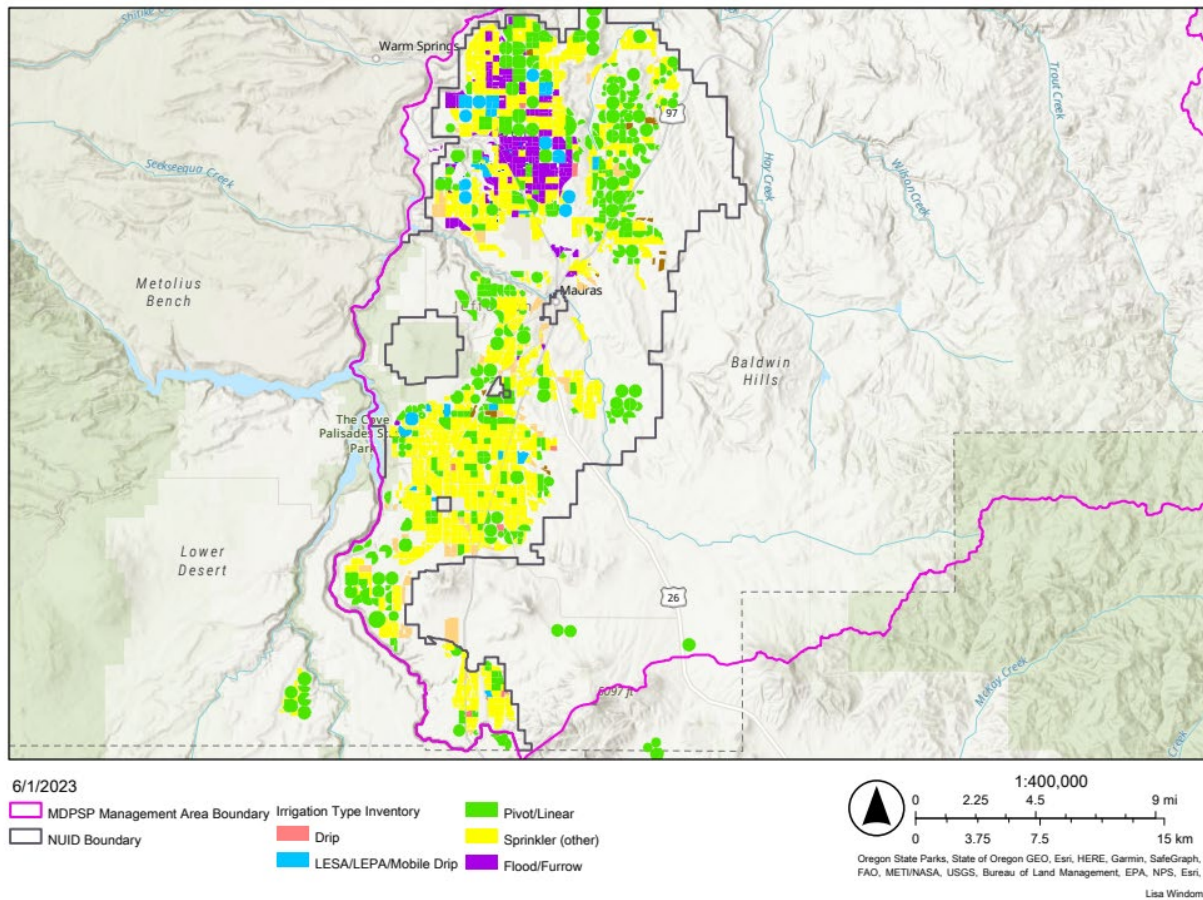 Shitike
Warm Springs
97
Trout Creek
Seekseequa Creek
Hay Creek
Wilson Creek
Metolius
Bench
Madras
Baldwin
Hills
The Cove
Palisades St
Park
Lower
Desert
26
5097 ft
McKay Creek
Creek
6/1/2023
MDPSP Management Area Boundary
NUID Boundary
Irrigation Type Inventory
Drip
LESA/LEPA/Mobile Drip
Pivot/Linear
Sprinkler (other)
Flood/Furrow
1:400,000
0 2.25 4.5 9 mi
0 3.75 7.5 15 km
Oregon State Parks, State of Oregon GEO, Esri, HERE, Garmin, SafeGraph,
FAO, METI/NASA, USGS, Bureau of Land Management, EPA, NPS, Esri,
Lisa Windom